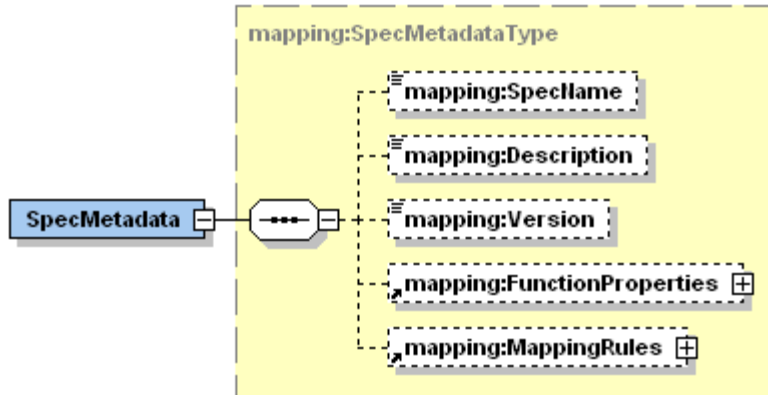 mapping:SpecMetadataType
mapping:SpecName
mapping:Description
SpecMetadata
mapping:Version
mapping:FunctionProperties
mapping:MappingRules